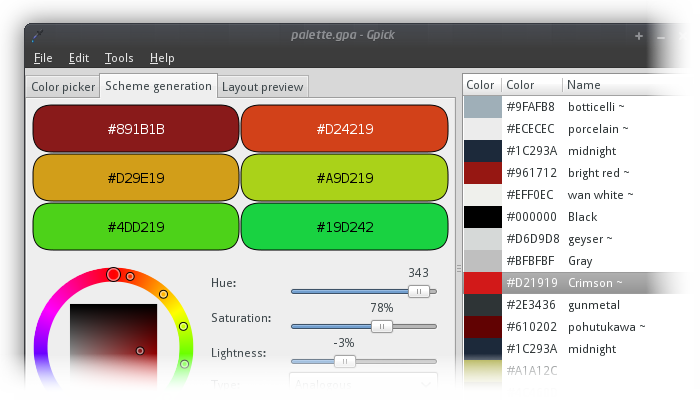 palette.gpa - Gpick
File Edit Tools Help
Color picker Scheme generation Layout preview
#891B1B #D24219
#D29E19 #A9D219
#4DD219 #19D242
Hue: 343
Saturation: 78%
Lightness: -3%
Color Color Name
#9FAFB8 botticelli ~
#ECECEC porcelain ~
#1C293A midnight
#961712 bright red ~
#EFF0EC wan white ~
#000000 Black
#D6D9D8 geyser ~
#BFBFBF Gray
#D21919 Crimson ~
#2E3436 gunmetal
#610202 pohutukawa ~
#1C293A midnight
#A1A12C